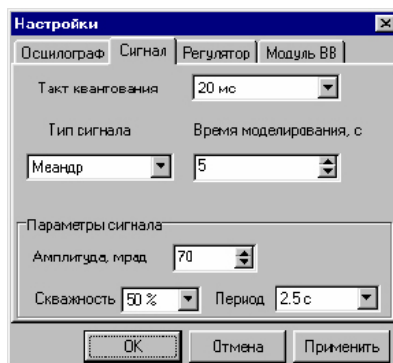 Настройки
Осцилограф Сигнал Регулятор Модуль ВВ
Такт квантования 20 мс
Тип сигнала Время моделирования, с
Меандр 5
Параметры сигнала
Амплитуда, мрад 70
Скважность 50 % Период 2.5 с
OK Отмена Применить